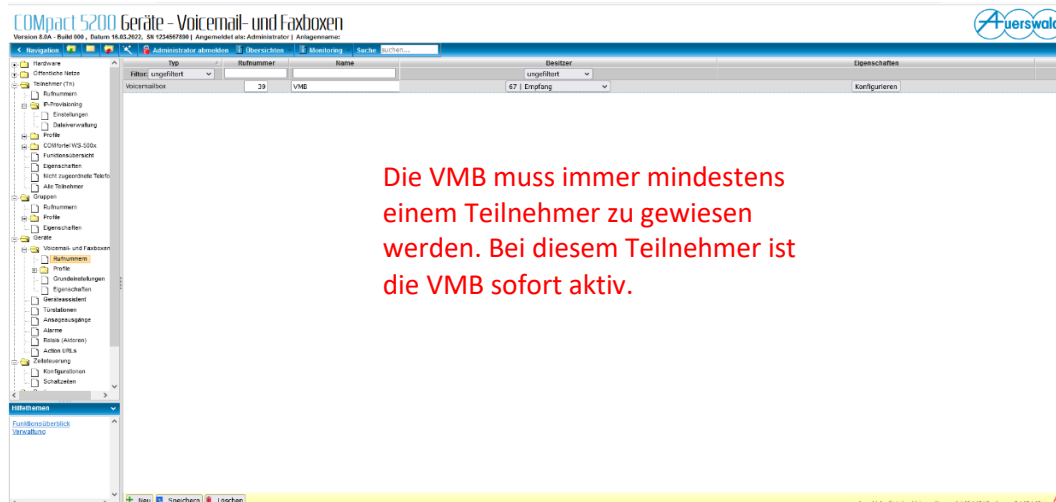 COMpact 5200 Geräte - Voicemail- und Faxboxen
Auerswald
Version 8.0A - Build 000 , Datum 16.03.2022, SN 1234567890 | Angemeldet als: Administrator | Anlagenname:
Navigation
Administrator abmelden
Übersichten
Monitoring
Suche
suchen...
Hardware
Öffentliche Netze
Teilnehmer (Tn)
Rufnummern
IP-Provisioning
Einstellungen
Dateiverwaltung
Profile
COMfortel WS-500x
Funktionsübersicht
Eigenschaften
Nicht zugeordnete Telefo
Alle Teilnehmer
Gruppen
Rufnummern
Profile
Eigenschaften
Geräte
Voicemail- und Faxboxen
Rufnummern
Profile
Grundeinstellungen
Eigenschaften
Geräteassistent
Türstationen
Ansageausgänge
Alarme
Relais (Aktoren)
Action URLs
Zeitsteuerung
Konfigurationen
Schaltzeiten
Hilfethemen
Funktionsüberblick
Verwaltung
Typ Rufnummer Name Besitzer Eigenschaften
Filter: ungefiltert ungefiltert
Voicemailbox 39 VMB 67 | Empfang Konfigurieren
Die VMB muss immer mindestens
einem Teilnehmer zu gewiesen
werden. Bei diesem Teilnehmer ist
die VMB sofort aktiv.
Neu Speichern Löschen